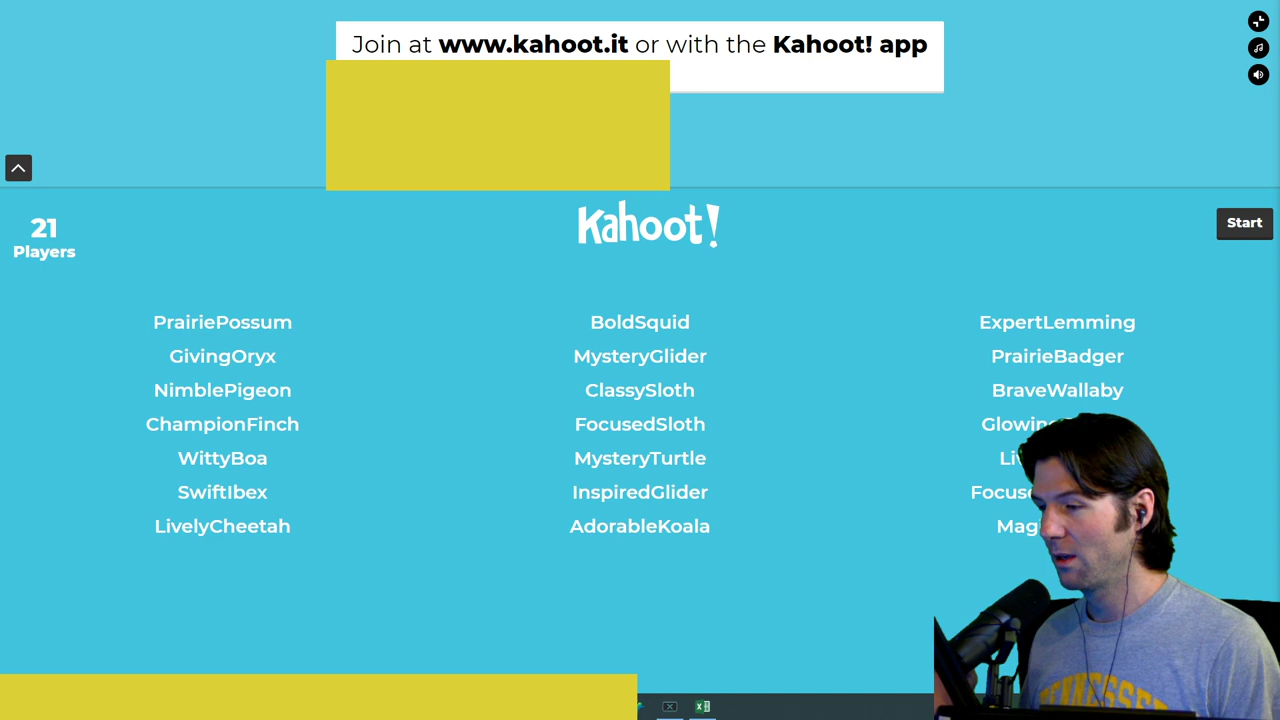 Join at www.kahoot.it or with the Kahoot! app
21
Players
Kahoot!
Start
PrairiePossum
BoldSquid
ExpertLemming
GivingOryx
MysteryGlider
PrairieBadger
NimblePigeon
ClassySloth
BraveWallaby
ChampionFinch
FocusedSloth
WittyBoa
MysteryTurtle
SwiftIbex
InspiredGlider
LivelyCheetah
AdorableKoala
TENNESSEE